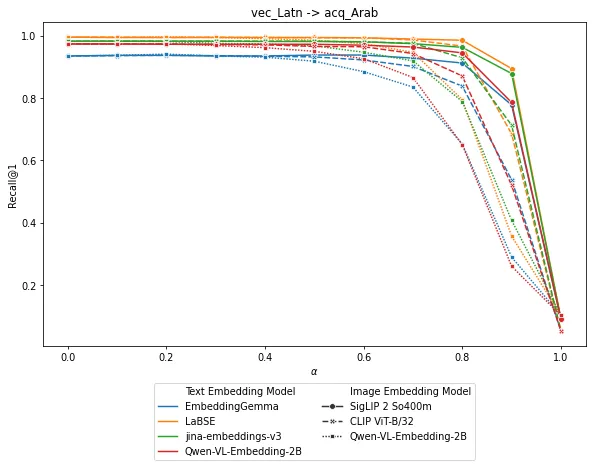 vec_Latn -> acq_Arab
1.0
0.8
0.6
0.4
0.2
Recall@1
0.0 0.2 0.4 0.6 0.8 1.0
α
Text Embedding Model Image Embedding Model
EmbeddingGemma SigLIP 2 So400m
LaBSE CLIP ViT-B/32
jina-embeddings-v3 Qwen-VL-Embedding-2B
Qwen-VL-Embedding-2B